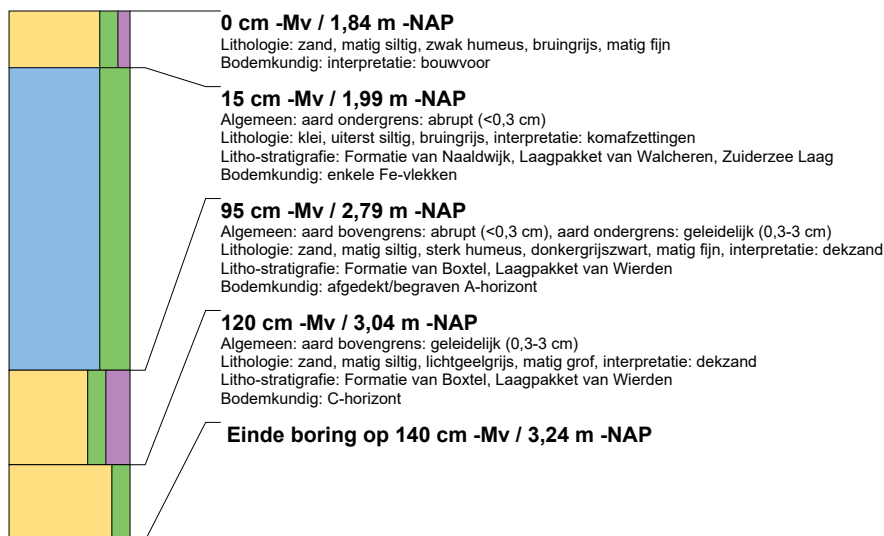 0 cm -Mv / 1,84 m -NAP
Lithologie: zand, matig siltig, zwak humeus, bruingrijs, matig fijn
Bodemkundig: interpretatie: bouwvoor
15 cm -Mv / 1,99 m -NAP
Algemeen: aard ondergrens: abrupt (<0,3 cm)
Lithologie: klei, uiterst siltig, bruingrijs, interpretatie: komafzettingen
Litho-stratigrafie: Formatie van Naaldwijk, Laagpakket van Walcheren, Zuiderzee Laag
Bodemkundig: enkele Fe-vlekken
95 cm -Mv / 2,79 m -NAP
Algemeen: aard bovengrens: abrupt (<0,3 cm), aard ondergrens: geleidelijk (0,3-3 cm)
Lithologie: zand, matig siltig, sterk humeus, donkergrijszwart, matig fijn, interpretatie: dekzand
Litho-stratigrafie: Formatie van Boxtel, Laagpakket van Wierden
Bodemkundig: afgedekt/begraven A-horizont
120 cm -Mv / 3,04 m -NAP
Algemeen: aard bovengrens: geleidelijk (0,3-3 cm)
Lithologie: zand, matig siltig, lichtgeelgrijs, matig grof, interpretatie: dekzand
Litho-stratigrafie: Formatie van Boxtel, Laagpakket van Wierden
Bodemkundig: C-horizont
Einde boring op 140 cm -Mv / 3,24 m -NAP